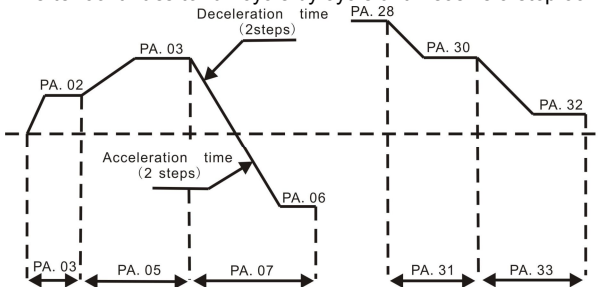 Deceleration time
(2steps)
PA. 28
PA. 03
PA. 30
PA. 02
PA. 32
Acceleration time
(2 steps)
PA. 06
PA. 03
PA. 05
PA. 07
PA. 31
PA. 33